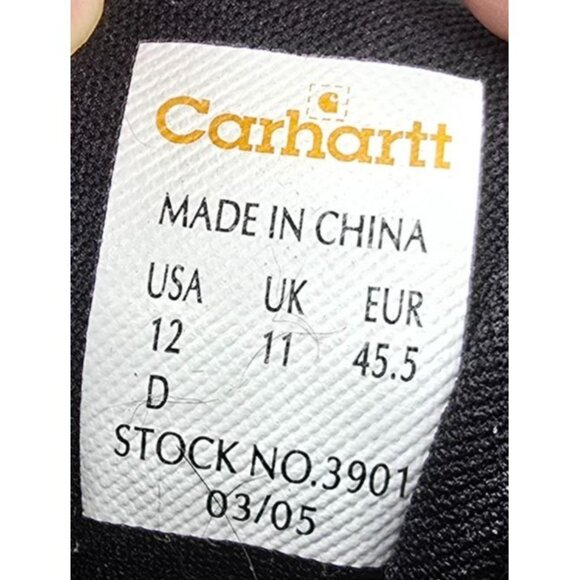 Carhartt
MADE IN CHINA
USA UK EUR
12 11 45.5
D
STOCK NO.3901
03/05